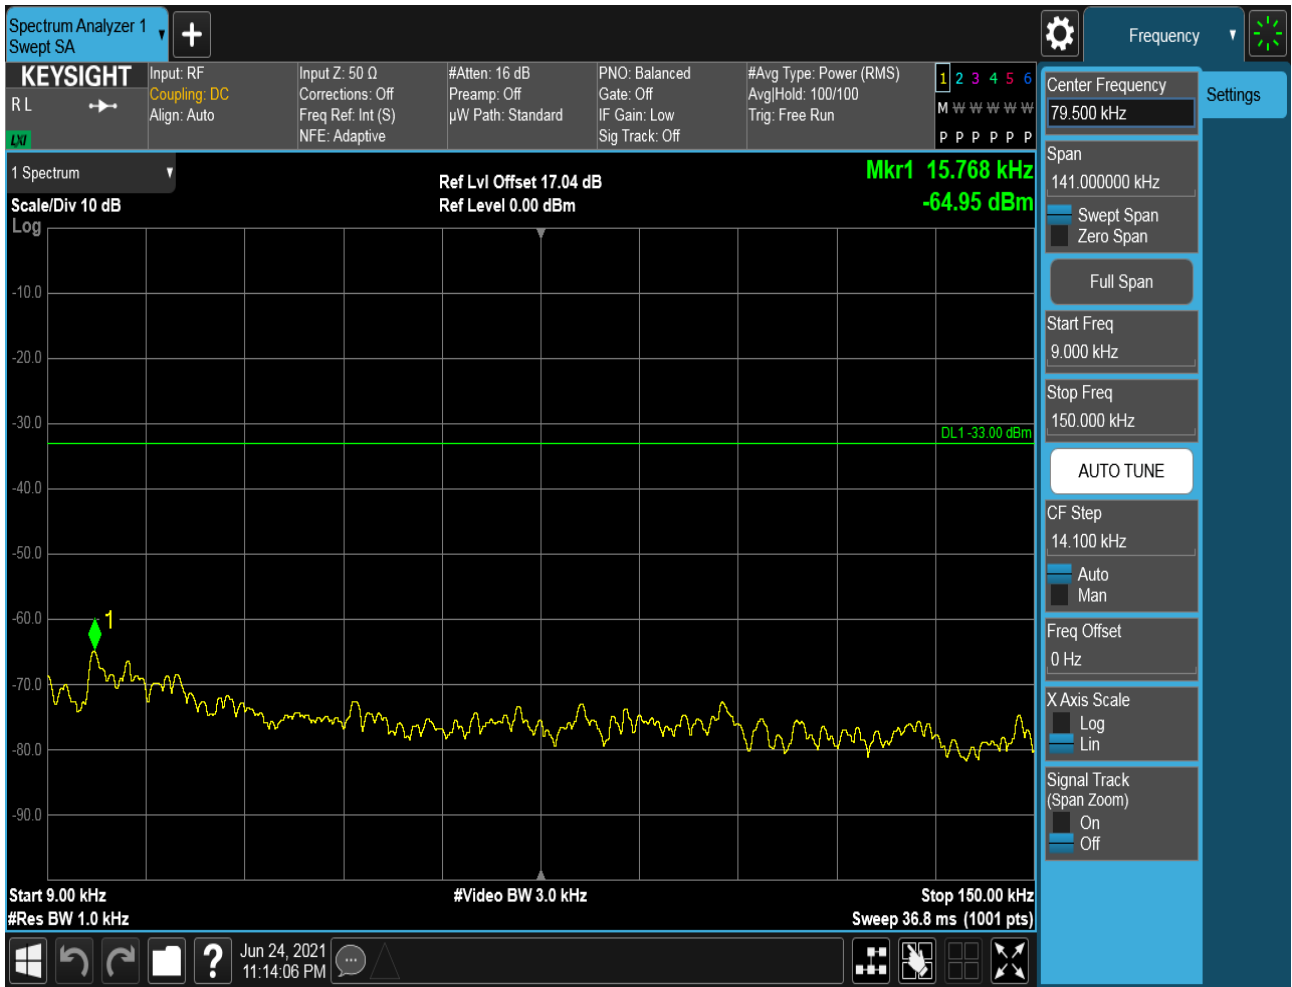 Spectrum Analyzer 1
Swept SA
Frequency
KEYSIGHT
R L
LXI
Input: RF
Coupling: DC
Align: Auto
Input Z: 50 Ω
Corrections: Off
Freq Ref: Int (S)
NFE: Adaptive
#Atten: 16 dB
Preamp: Off
µW Path: Standard
PNO: Balanced
Gate: Off
IF Gain: Low
Sig Track: Off
#Avg Type: Power (RMS)
Avg|Hold: 100/100
Trig: Free Run
1 2 3 4 5 6
M W W W W W
P P P P P P
Center Frequency
79.500 kHz
Settings
Span
141.000000 kHz
Swept Span
Zero Span
Full Span
Start Freq
9.000 kHz
Stop Freq
150.000 kHz
AUTO TUNE
CF Step
14.100 kHz
Auto
Man
Freq Offset
0 Hz
X Axis Scale
Log
Lin
Signal Track
(Span Zoom)
On
Off
1 Spectrum
Scale/Div 10 dB
Log
Ref Lvl Offset 17.04 dB
Ref Level 0.00 dBm
Mkr1 15.768 kHz
-64.95 dBm
-10.0
-20.0
-30.0
DL1 -33.00 dBm
-40.0
-50.0
-60.0
1
-70.0
-80.0
-90.0
Start 9.00 kHz
#Video BW 3.0 kHz
Stop 150.00 kHz
#Res BW 1.0 kHz
Sweep 36.8 ms (1001 pts)
?
Jun 24, 2021
11:14:06 PM